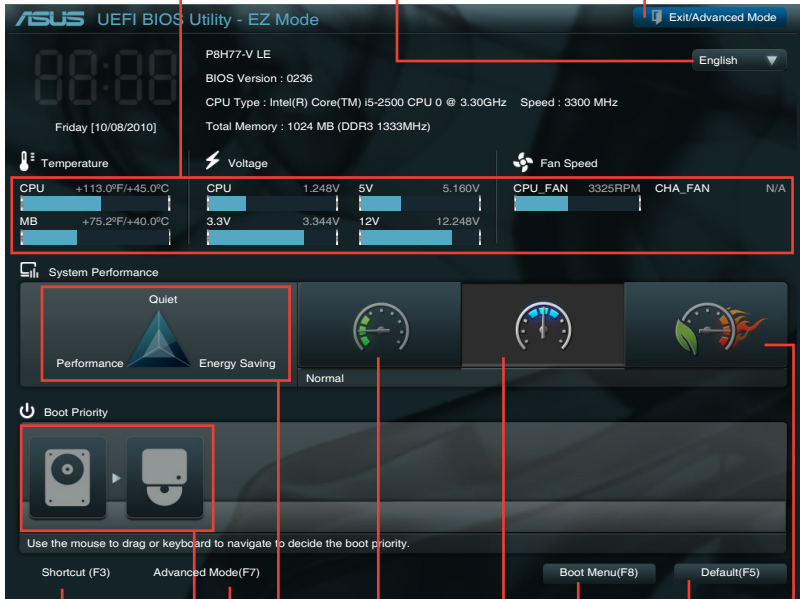 ASUS UEFI BIOS Utility - EZ Mode
Exit/Advanced Mode
English
88:88
Friday [10/08/2010]
P8H77-V LE
BIOS Version : 0236
CPU Type : Intel(R) Core(TM) i5-2500 CPU 0 @ 3.30GHz Speed : 3300 MHz
Total Memory : 1024 MB (DDR3 1333MHz)
Temperature
Voltage
Fan Speed
CPU +113.0ºF/+45.0ºC
CPU 1.248V
5V 5.160V
CPU_FAN 3325RPM
CHA_FAN N/A
MB +75.2ºF/+40.0ºC
3.3V 3.344V
12V 12.248V
System Performance
Quiet
Performance
Energy Saving
Normal
Boot Priority
Use the mouse to drag or keyboard to navigate to decide the boot priority.
Shortcut (F3)
Advanced Mode(F7)
Boot Menu(F8)
Default(F5)